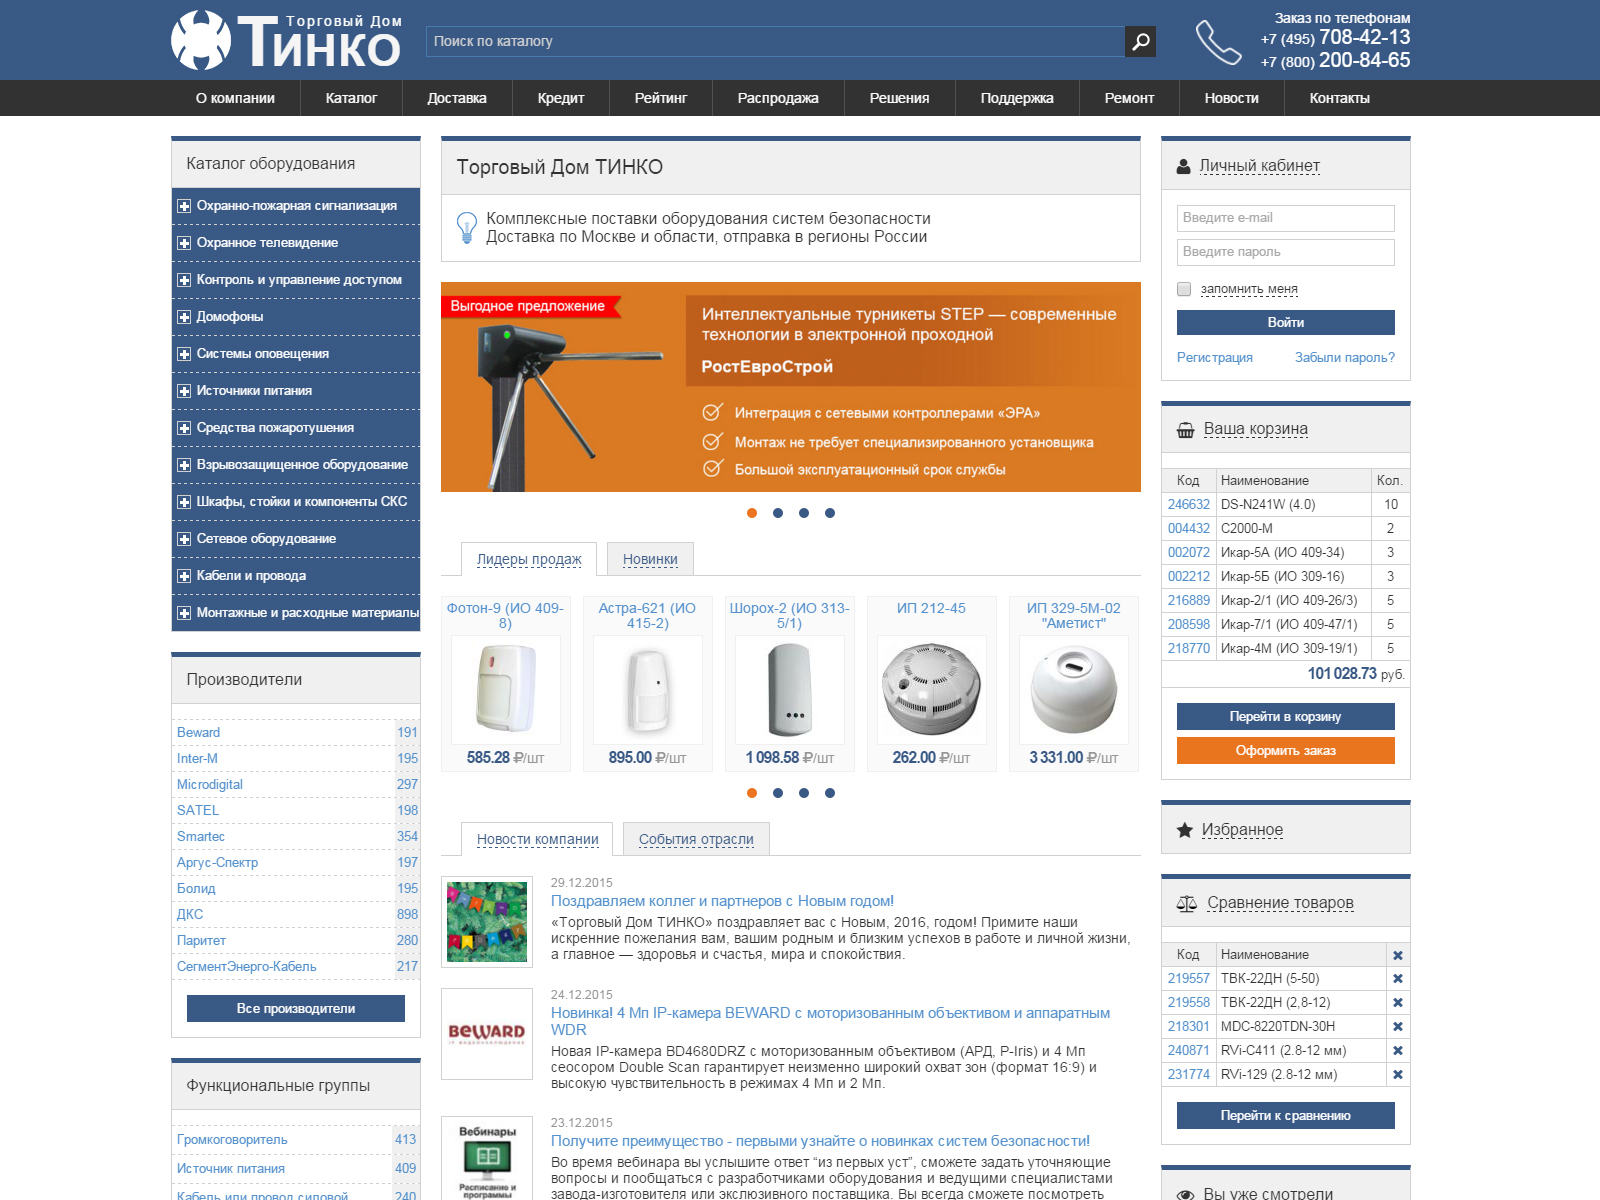 Торговый Дом
Тинко
Поиск по каталогу
Заказ по телефонам
+7 (495) 708-42-13
+7 (800) 200-84-65
О компании
Каталог
Доставка
Кредит
Рейтинг
Распродажа
Решения
Поддержка
Ремонт
Новости
Контакты
Каталог оборудования
Охранно-пожарная сигнализация
Охранное телевидение
Контроль и управление доступом
Домофоны
Системы оповещения
Источники питания
Средства пожаротушения
Взрывозащищенное оборудование
Шкафы, стойки и компоненты СКС
Сетевое оборудование
Кабели и провода
Монтажные и расходные материалы
Производители
Beward 191
Inter-M 195
Microdigital 297
SATEL 198
Smartec 354
Аргус-Спектр 197
Болид 195
ДКС 898
Паритет 280
СегментЭнерго-Кабель 217
Все производители
Функциональные группы
Громкоговоритель 413
Источник питания 409
Кабель или провод силовой 240
Торговый Дом ТИНКО
Комплексные поставки оборудования систем безопасности
Доставка по Москве и области, отправка в регионы России
Выгодное предложение
Интеллектуальные турникеты STEP — современные
технологии в электронной проходной
РостЕвроСтрой
Интеграция с сетевыми контроллерами «ЭРА»
Монтаж не требует специализированного установщика
Большой эксплуатационный срок службы
Лидеры продаж
Новинки
Фотон-9 (ИО 409-
8)
585.28 ₽/шт
Астра-621 (ИО
415-2)
895.00 ₽/шт
Шорох-2 (ИО 313-
5/1)
1 098.58 ₽/шт
ИП 212-45
262.00 ₽/шт
ИП 329-5М-02
"Аметист"
3 331.00 ₽/шт
Новости компании
События отрасли
29.12.2015
Поздравляем коллег и партнеров с Новым годом!
«Торговый Дом ТИНКО» поздравляет вас с Новым, 2016, годом! Примите наши
искренние пожелания вам, вашим родным и близким успехов в работе и личной жизни,
а главное — здоровья и счастья, мира и спокойствия.
BEWARD
IP видеонаблюдение
24.12.2015
Новинка! 4 Мп IP-камера BEWARD с моторизованным объективом и аппаратным
WDR
Новая IP-камера BD4680DRZ с моторизованным объективом (АРД, P-Iris) и 4 Мп
сеосором Double Scan гарантирует неизменно широкий охват зон (формат 16:9) и
высокую чувствительность в режимах 4 Мп и 2 Мп.
Вебинары
Расписание и
программы
23.12.2015
Получите преимущество - первыми узнайте о новинках систем безопасности!
Во время вебинара вы услышите ответ “из первых уст”, сможете задать уточняющие
вопросы и пообщаться с разработчиками оборудования и ведущими специалистами
завода-изготовителя или экслюзивного поставщика. Вы всегда сможете посмотреть
Личный кабинет
Введите e-mail
Введите пароль
запомнить меня
Войти
Регистрация
Забыли пароль?
Ваша корзина
Код Наименование Кол.
246632 DS-N241W (4.0) 10
004432 С2000-М 2
002072 Икар-5А (ИО 409-34) 3
002212 Икар-5Б (ИО 309-16) 3
216889 Икар-2/1 (ИО 409-26/3) 5
208598 Икар-7/1 (ИО 409-47/1) 5
218770 Икар-4М (ИО 309-19/1) 5
101 028.73 руб.
Перейти в корзину
Оформить заказ
Избранное
Сравнение товаров
Код Наименование
219557 ТВК-22ДН (5-50)
219558 ТВК-22ДН (2,8-12)
218301 MDC-8220TDN-30H
240871 RVi-C411 (2.8-12 мм)
231774 RVi-129 (2.8-12 мм)
Перейти к сравнению
Вы уже смотрели